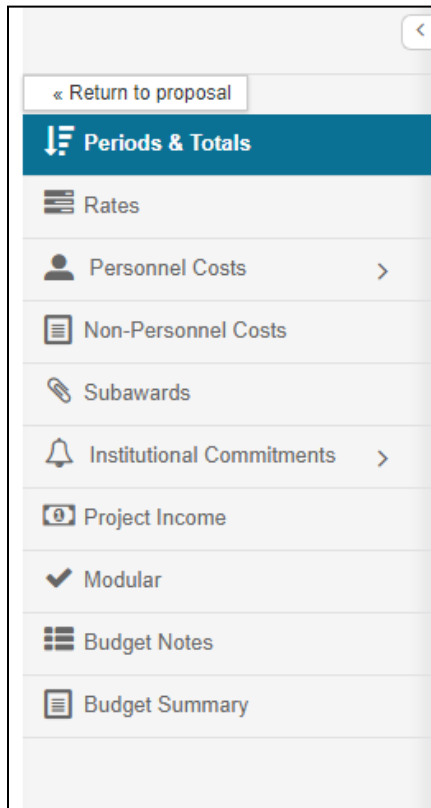 « Return to proposal
Periods & Totals
Rates
Personnel Costs
Non-Personnel Costs
Subawards
Institutional Commitments
Project Income
Modular
Budget Notes
Budget Summary